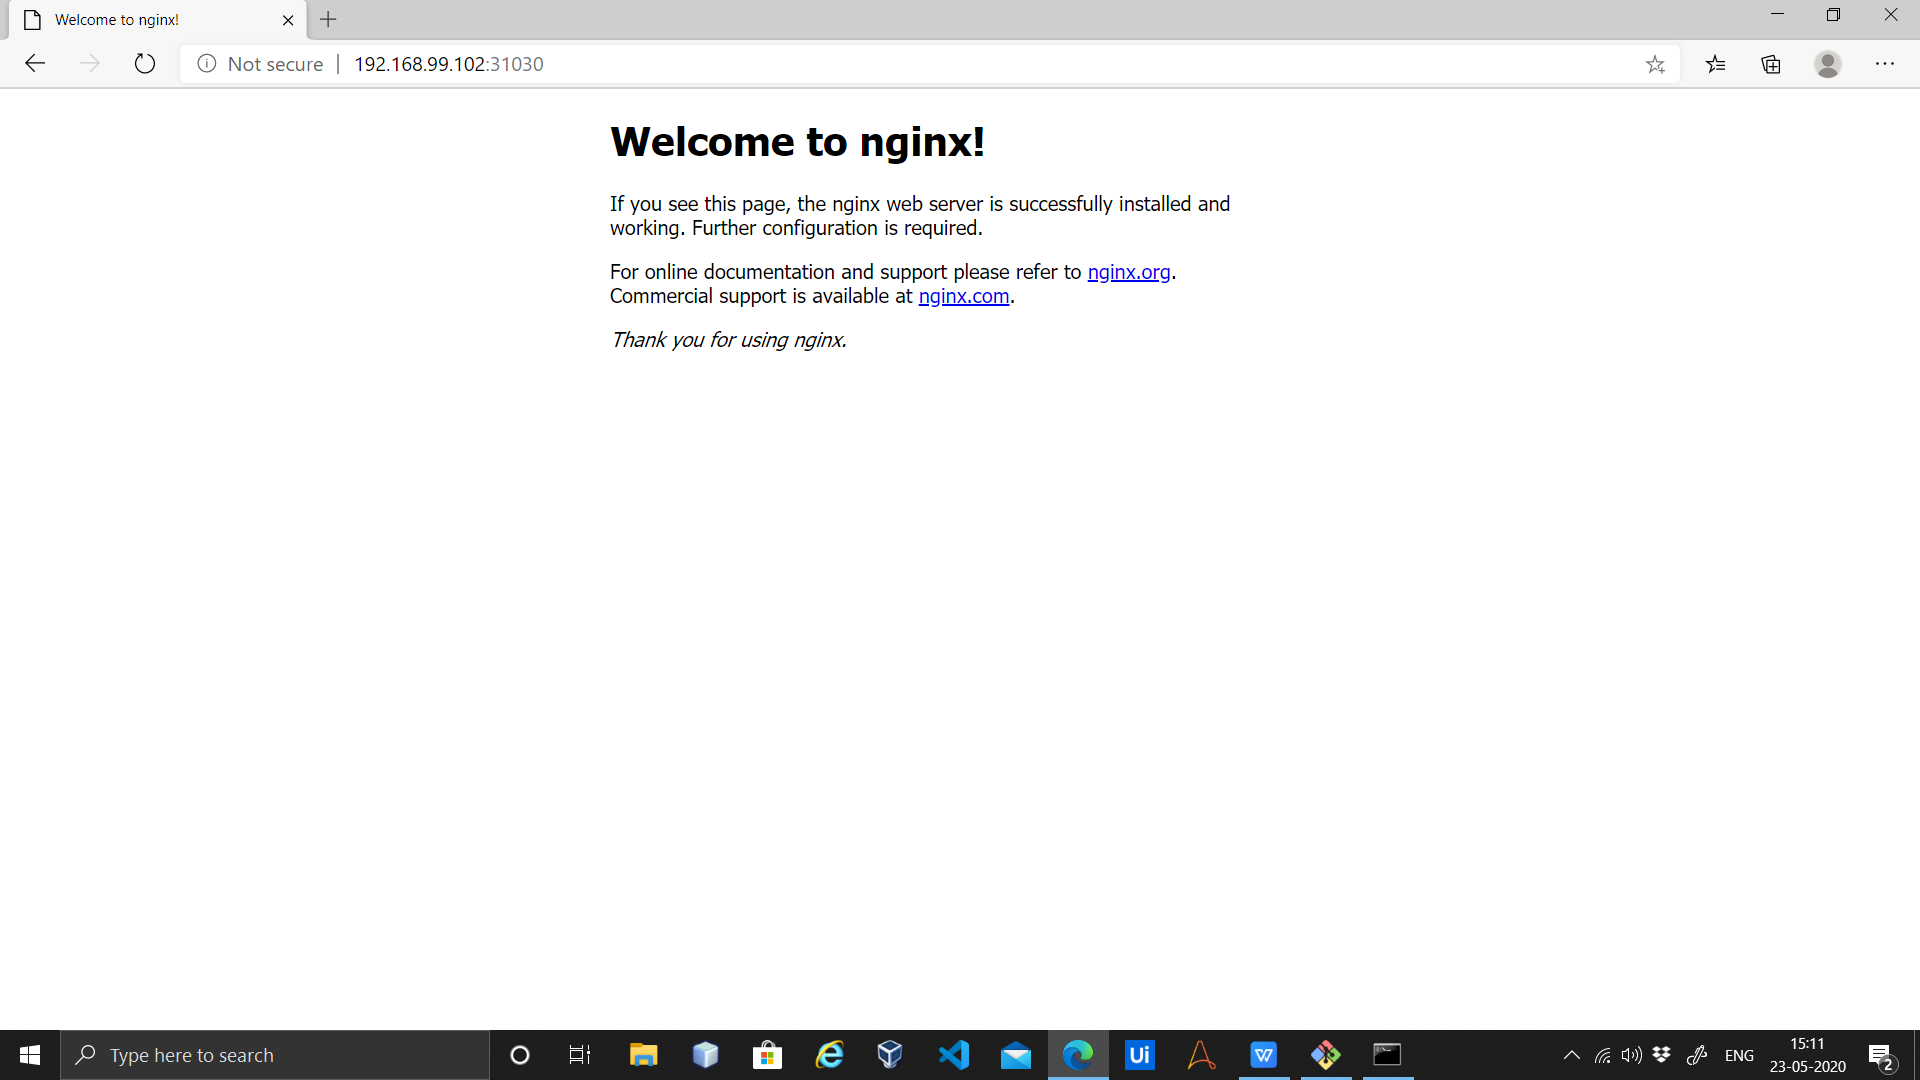 Welcome to nginx!
Not secure | 192.168.99.102:31030
Welcome to nginx!
If you see this page, the nginx web server is successfully installed and
working. Further configuration is required.
For online documentation and support please refer to nginx.org.
Commercial support is available at nginx.com.
Thank you for using nginx.
Type here to search
Ui
W
ENG
15:11
23-05-2020
2